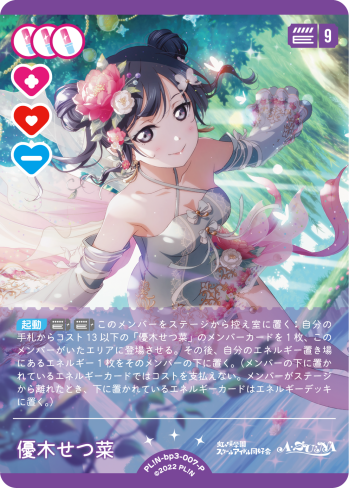 9
起動 このメンバーをステージから控え室に置く:自分の
手札からコスト13以下の「優木せつ菜」のメンバーカードを1枚、こ
のメンバーがいたエリアに登場させる。その後、自分のエネルギー置き場
にあるエネルギー1枚をそのメンバーの下に置く。(メンバーの下に置か
れているエネルギーカードではコストを支払えない。メンバーがステージ
から離れたとき、下に置かれているエネルギーカードはエネルギーデッキ
に置く。)
優木せつ菜
虹ヶ咲学園
スクールアイドル同好会
A・ZU・NA
PL!N-bp3-007-P
©2022 PL!N